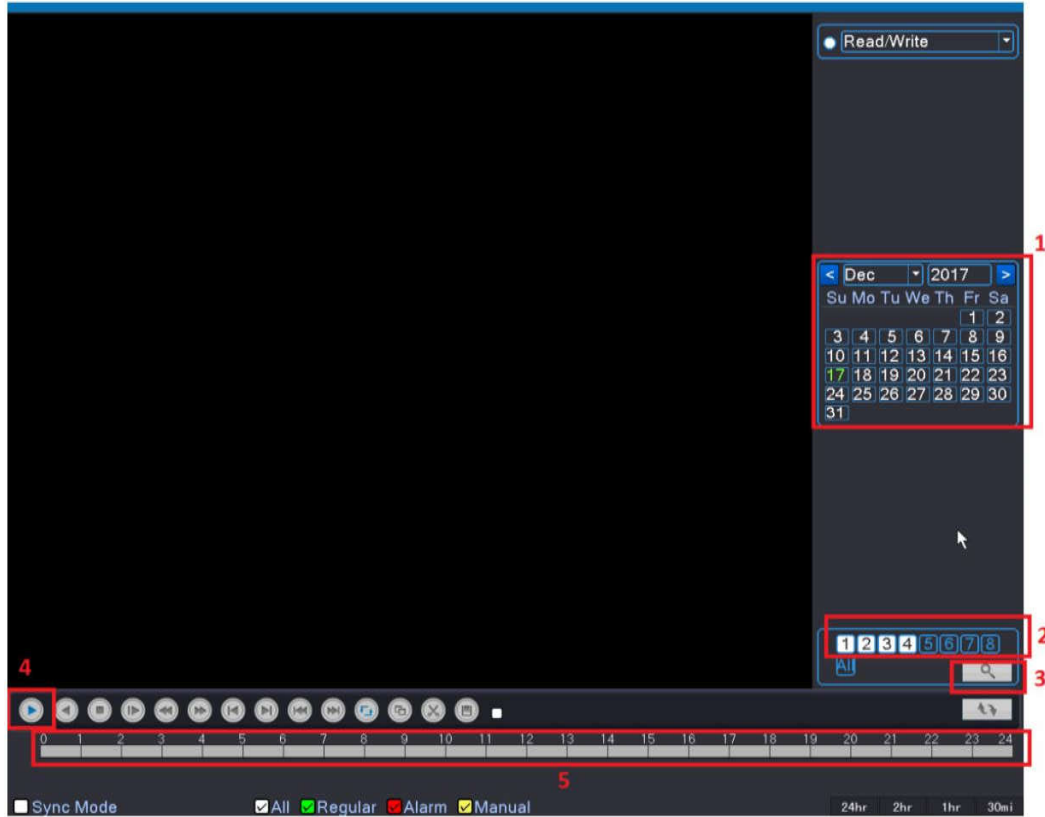 Read/Write
1
< Dec 2017 >
Su Mo Tu We Th Fr Sa
1 2
3 4 5 6 7 8 9
10 11 12 13 14 15 16
17 18 19 20 21 22 23
24 25 26 27 28 29 30
31
2
1 2 3 4 5 6 7 8
All
3
4
0 1 2 3 4 5 6 7 8 9 10 11 12 13 14 15 16 17 18 19 20 21 22 23 24
5
Sync Mode All Regular Alarm Manual 24hr 2hr 1hr 30mi